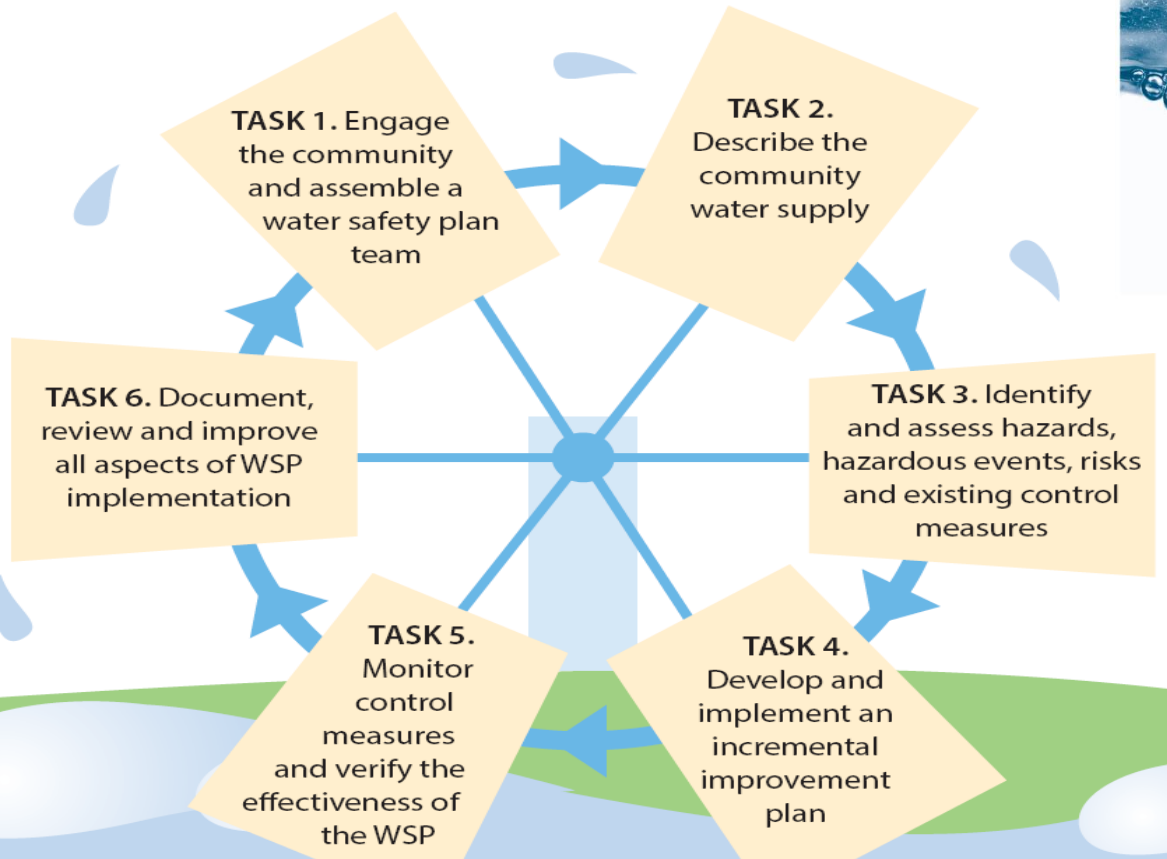 TASK 1. Engage
the community
and assemble a
water safety plan
team
TASK 2.
Describe the
community
water supply
TASK 3. Identify
and assess hazards,
hazardous events, risks
and existing control
measures
TASK 4.
Develop and
implement an
incremental
improvement
plan
TASK 5.
Monitor
control
measures
and verify the
effectiveness of
the WSP
TASK 6. Document,
review and improve
all aspects of WSP
implementation